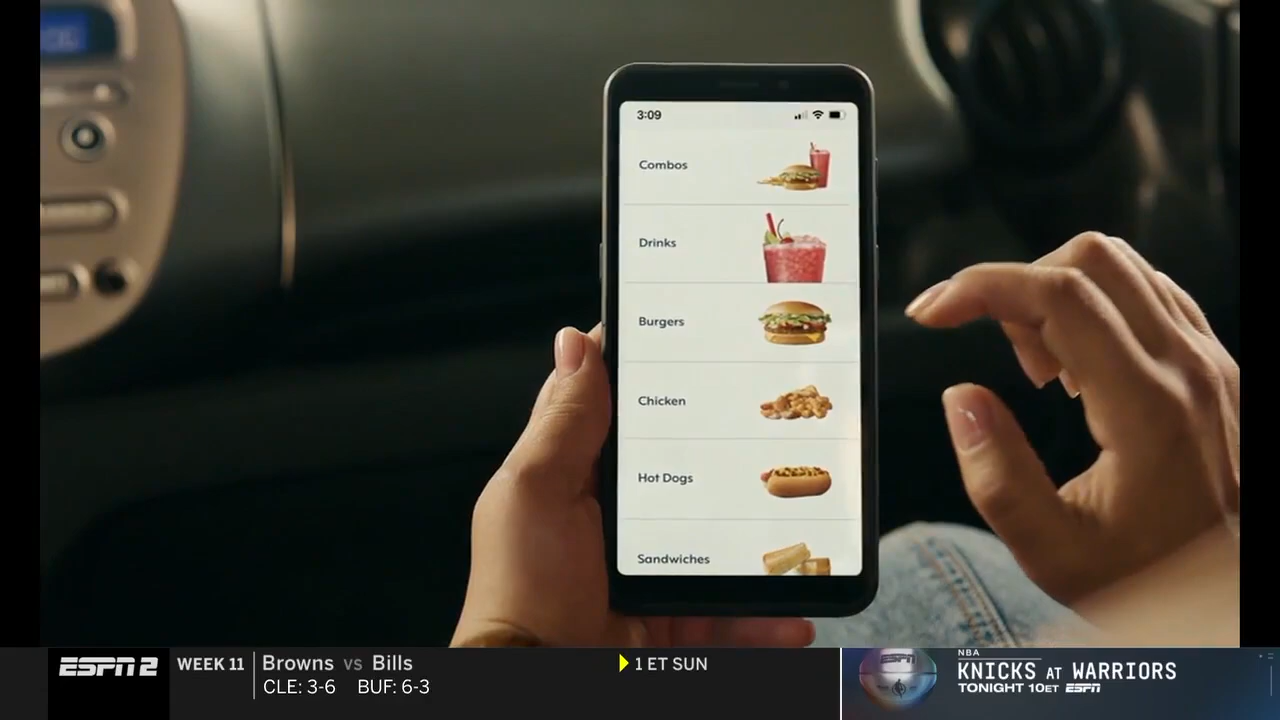 3:09
Combos
Drinks
Burgers
Chicken
Hot Dogs
Sandwiches
ESPN2
WEEK 11
Browns vs Bills
1 ET SUN
CLE: 3-6 BUF: 6-3
ESPN
NBA
KNICKS AT WARRIORS
TONIGHT 10ET ESPN